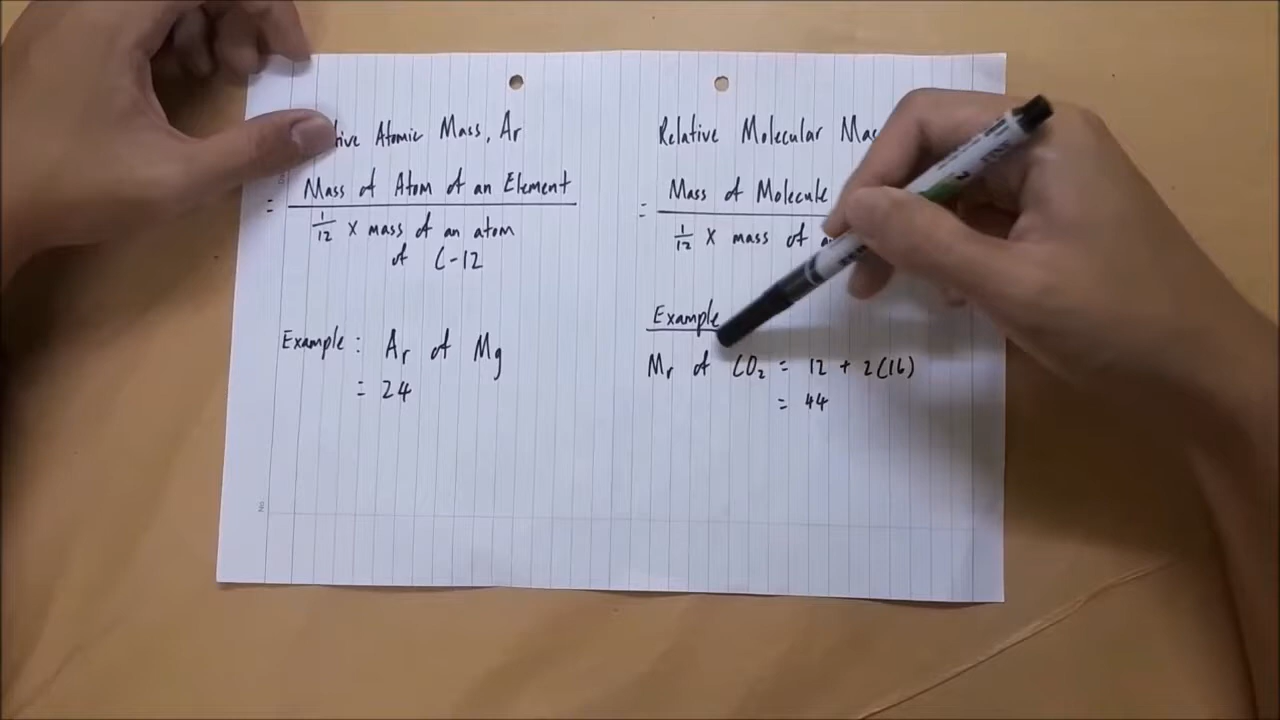 tive Atomic Mass, Ar
Mass of Atom of an Element
=
1/12 X mass of an atom
of C-12
Example: Ar of Mg
= 24
Relative Molecular Mas
Mass of Molecule
=
1/12 X mass of a
Example
Mr of CO2 = 12 + 2(16)
= 44
No.